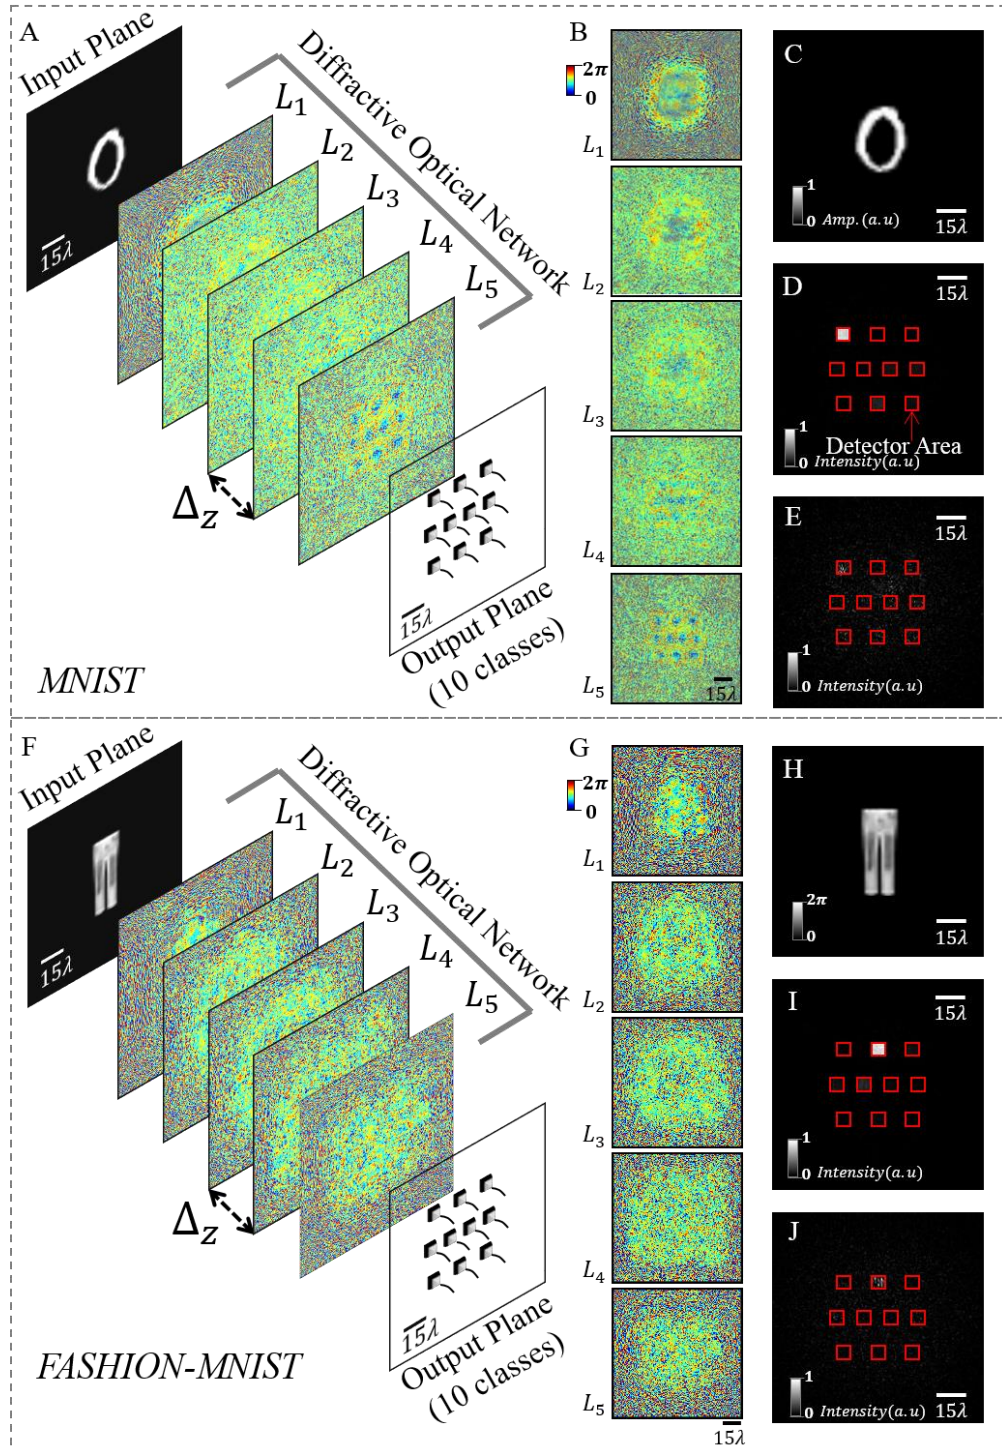 A
Input Plane
15λ
Diffractive Optical Network
L₁
L₂
L₃
L₄
L₅
Δz
15λ
Output Plane
(10 classes)
MNIST
B
2π
0
L₁
L₂
L₃
L₄
L₅
15λ
C
1
0 Amp.(a.u)
15λ
D
15λ
Detector Area
1
0 Intensity(a.u)
E
15λ
1
0 Intensity(a.u)
F
Input Plane
15λ
Diffractive Optical Network
L₁
L₂
L₃
L₄
L₅
Δz
15λ
Output Plane
(10 classes)
FASHION-MNIST
G
2π
0
L₁
L₂
L₃
L₄
L₅
15λ
H
2π
0
15λ
I
15λ
1
0 Intensity(a.u)
J
1
0 Intensity(a.u)
15λ